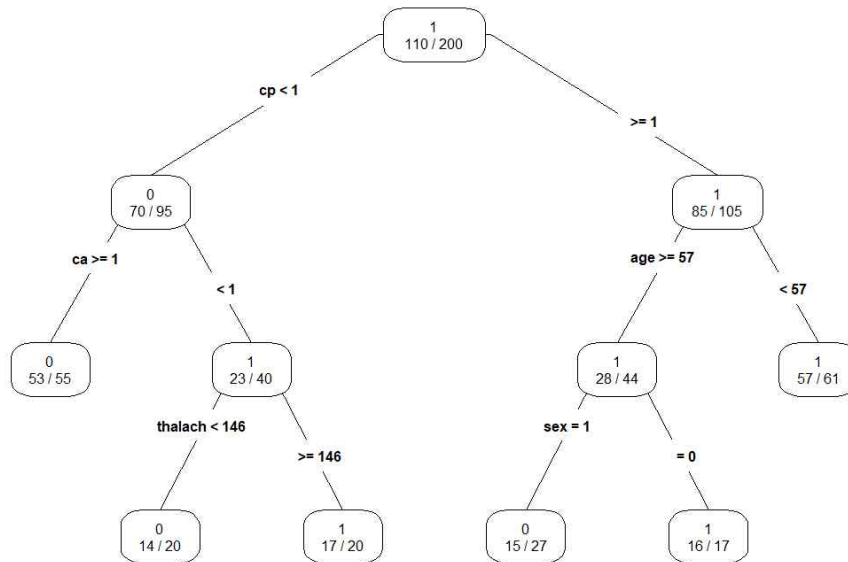 1
110 / 200
cp < 1
>= 1
0
70 / 95
1
85 / 105
ca >= 1
< 1
age >= 57
< 57
0
53 / 55
1
23 / 40
1
28 / 44
1
57 / 61
thalach < 146
>= 146
sex = 1
= 0
0
14 / 20
1
17 / 20
0
15 / 27
1
16 / 17